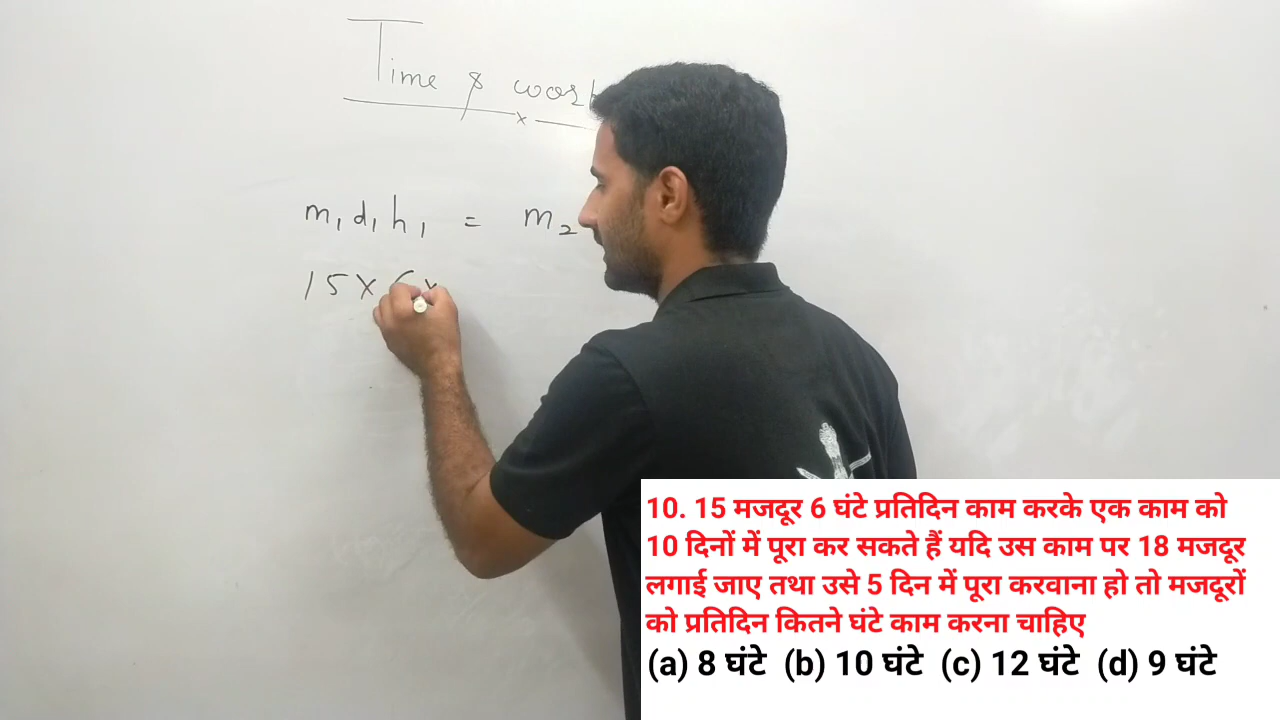 Time & work
m₁ d₁ h₁ = m₂
15 × 6 ×
10. 15 मजदूर 6 घंटे प्रतिदिन काम करके एक काम को
10 दिनों में पूरा कर सकते हैं यदि उस काम पर 18 मजदूर
लगाई जाए तथा उसे 5 दिन में पूरा करवाना हो तो मजदूरों
को प्रतिदिन कितने घंटे काम करना चाहिए
(a) 8 घंटे (b) 10 घंटे (c) 12 घंटे (d) 9 घंटे